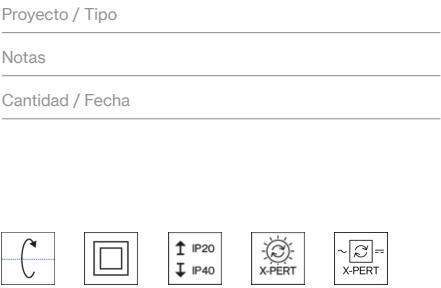 Proyecto / Tipo
Notas
Cantidad / Fecha
IP20
IP40
X-PERT
X-PERT